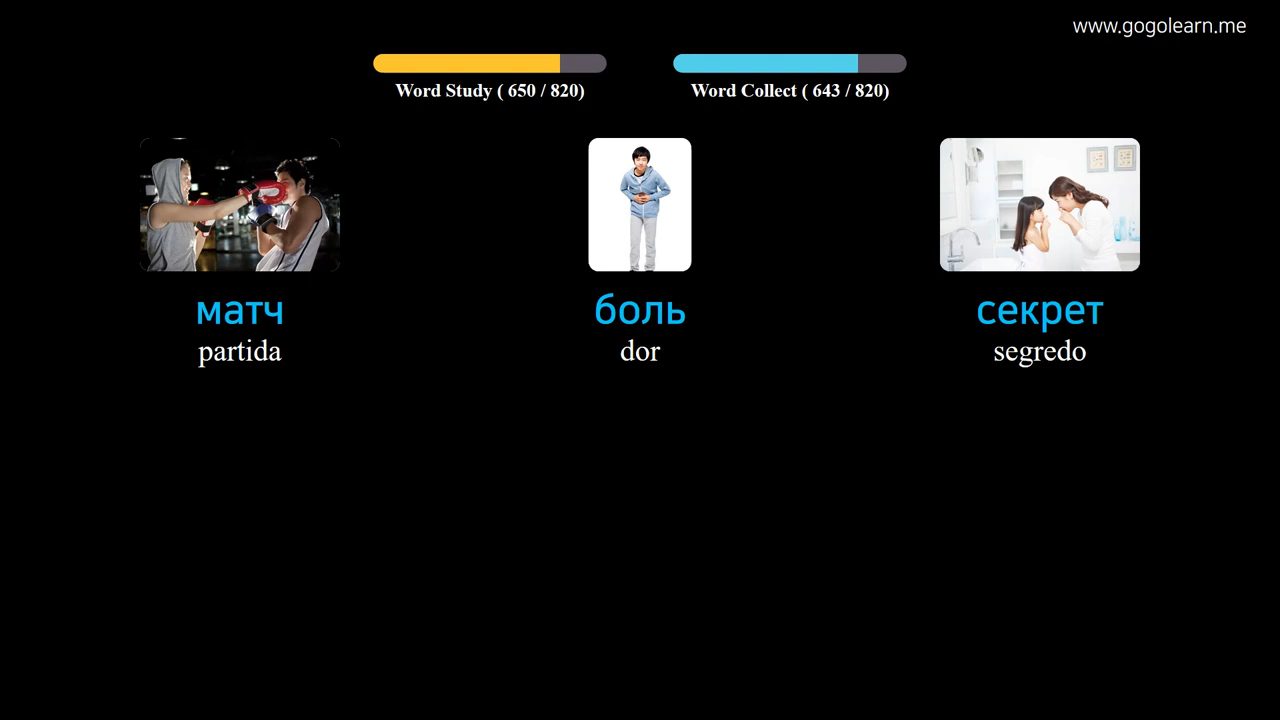 www.gogolearn.me
Word Study ( 650 / 820)
Word Collect ( 643 / 820)
матч
partida
боль
dor
секрет
segredo